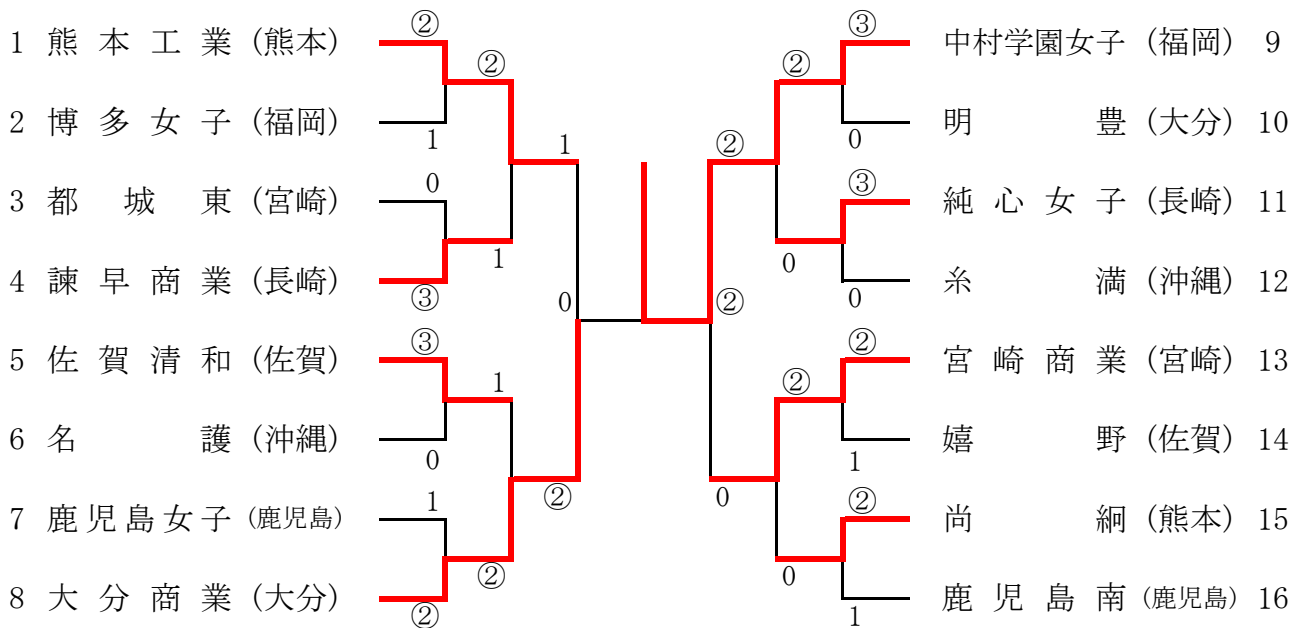 ② ③
1 熊本工業 (熊本) 中村学園女子 (福岡) 9
② ②
2 博多女子 (福岡) 明豊 (大分) 10
1 0
1 ②
0 ③
3 都城東 (宮崎) 純心女子 (長崎) 11
1 0
4 諫早商業 (長崎) 糸満 (沖縄) 12
③ 0
0 ②
③ ②
5 佐賀清和 (佐賀) 宮崎商業 (宮崎) 13
1 ②
6 名護 (沖縄) 嬉野 (佐賀) 14
0 1
② 0
1 ②
7 鹿児島女子 (鹿児島) 尚絅 (熊本) 15
② 0
8 大分商業 (大分) 鹿児島南 (鹿児島) 16
② 1